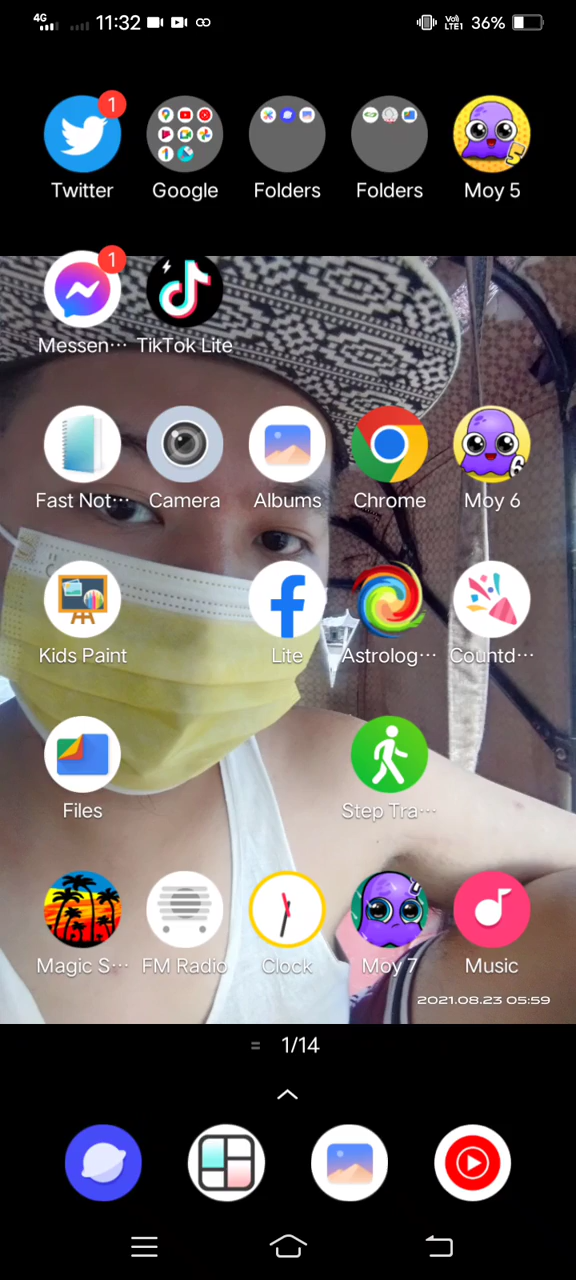 4G 11:32 Vol) LTE1 36%
1
Twitter Google Folders Folders Moy 5
1
Messen··· TikTok Lite
Fast Not··· Camera Albums Chrome Moy 6
Kids Paint Lite Astrolog··· Countd···
Files Step Tra···
Magic S··· FM Radio Clock Moy 7 Music
2021.08.23 05:59
= 1/14